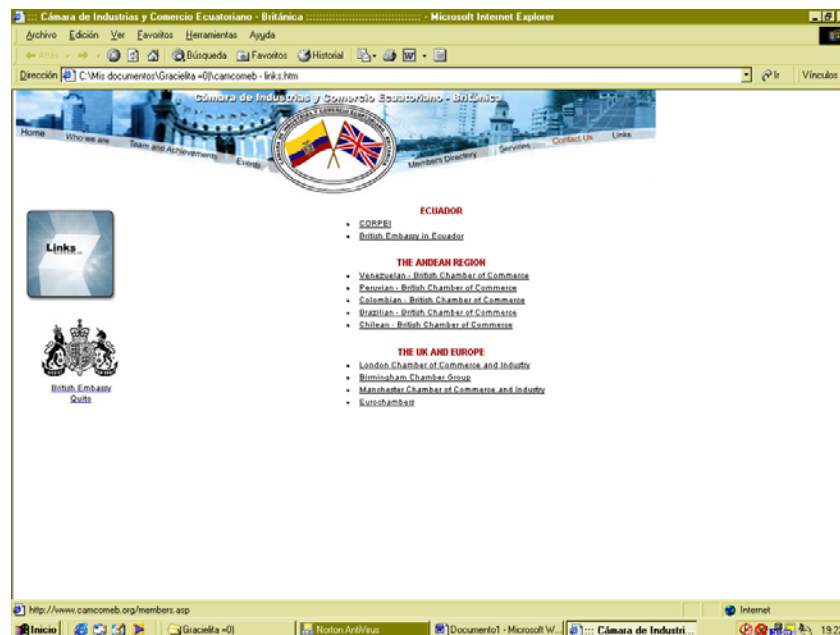 ::: Cámara de Industrias y Comercio Ecuatoriano - Británica ::::::::::::::::::::::::::::::::::::: - Microsoft Internet Explorer
Archivo Edición Ver Favoritos Herramientas Ayuda
Atrás Búsqueda Favoritos Historial
Dirección C:\Mis documentos\Gracielita =0)\camcomeb - links.htm Ir Vínculos
Cámara de Industrias y Comercio Ecuatoriano - Británica
Home Who we are Team and Achievements Events Members Directory Services Contact Us Links
Links
British Embassy
Quito
ECUADOR
CORPEI
British Embassy in Ecuador
THE ANDEAN REGION
Venezuelan - British Chamber of Commerce
Peruvian - British Chamber of Commerce
Colombian - British Chamber of Commerce
Brazilian - British Chamber of Commerce
Chilean - British Chamber of Commerce
THE UK AND EUROPE
London Chamber of Commerce and Industry
Birmingham Chamber Group
Manchester Chamber of Commerce and Industry
http://www.camcomeb.org/members.asp Internet
Inicio Gracielita =0) Norton AntiVirus Documento1 - Microsoft W... ::: Cámara de Industri...